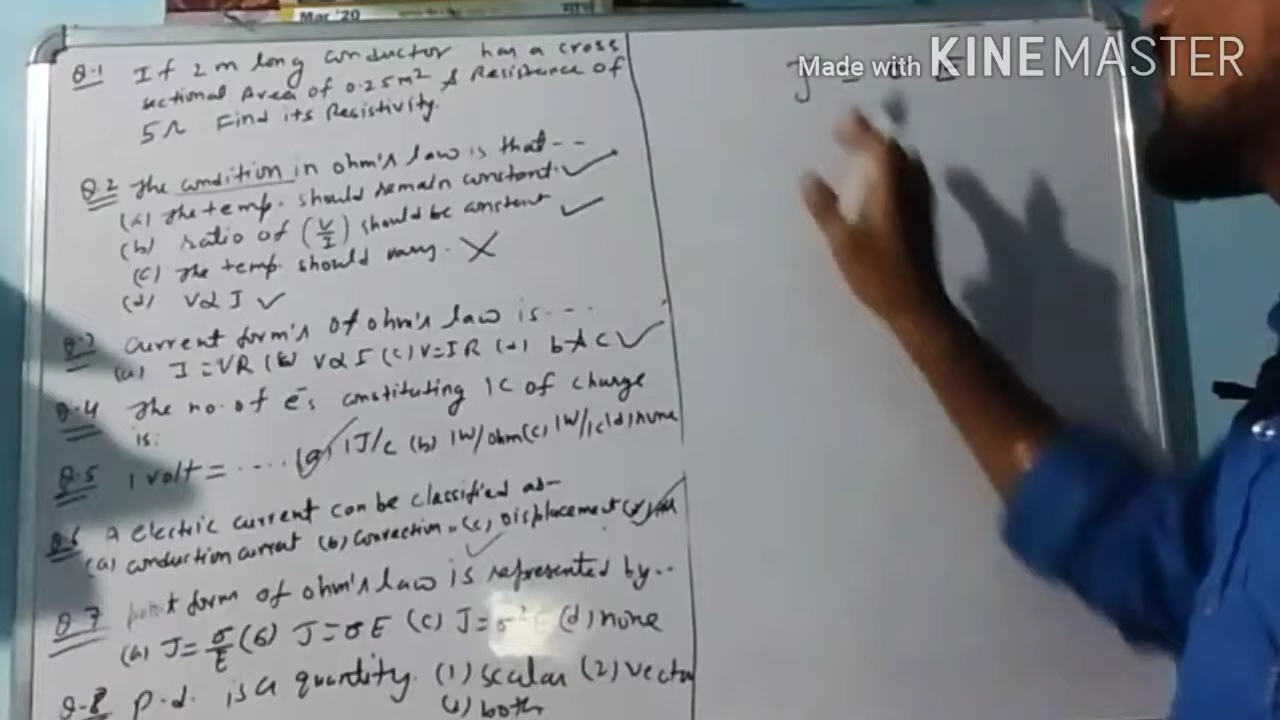 Mar '20
Made with KINEMASTER
J =
Q.1 If 2 m long conductor has a cross
sectional Area of 0.25 m² & Resistance of
5Ω Find its Resistivity.
Q.2 The condition in ohm's law is that--
(a) The temp. should remain constant. ✓
(b) ratio of (V/I) should be constant ✓
(c) The temp. should vary. X
(d) V α I ✓
Q.3 Current form's of ohm's law is...
(a) I = VR (b) V α I (c) V = I R (d) b & c ✓
Q.4 The no. of e⁻s constituting 1C of charge
is:
Q.5 1 volt = .... (a) 1J/c (b) 1W/ohm (c) 1W/1c (d) none
Q.6 A electric current can be classified as-
(a) conduction current (b) convection " (c) Displacement (d)
Q.7 point form of ohm's law is represented by..
(a) J = σ/E (b) J = σ E (c) J = σ² E (d) none
Q.8 P.d. is a quantity. (1) scalar (2) vector
(3) both